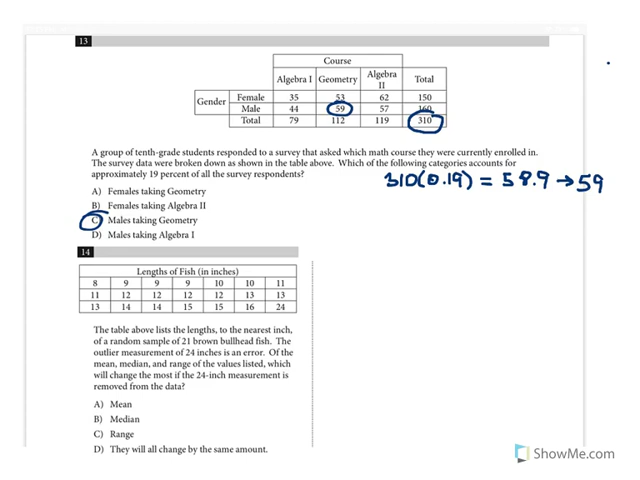 13
Course
Algebra I Geometry Algebra II Total
Gender Female 35 53 62 150
Male 44 59 57 160
Total 79 112 119 310
A group of tenth-grade students responded to a survey that asked which math course they were currently enrolled in.
The survey data were broken down as shown in the table above. Which of the following categories accounts for
approximately 19 percent of all the survey respondents?
310(0.19) = 58.9 → 59
A) Females taking Geometry
B) Females taking Algebra II
C) Males taking Geometry
D) Males taking Algebra I
14
Lengths of Fish (in inches)
8 9 9 9 10 10 11
11 12 12 12 12 13 13
13 14 14 15 15 16 24
The table above lists the lengths, to the nearest inch,
of a random sample of 21 brown bullhead fish. The
outlier measurement of 24 inches is an error. Of the
mean, median, and range of the values listed, which
will change the most if the 24-inch measurement is
removed from the data?
A) Mean
B) Median
C) Range
D) They will all change by the same amount.
ShowMe.com